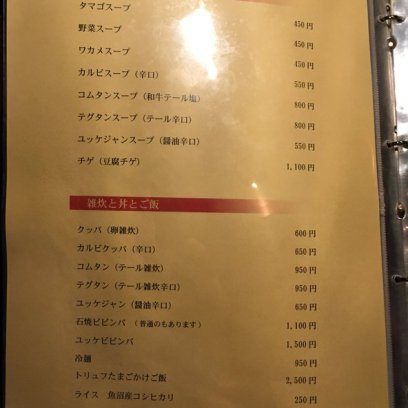 タマゴスープ 450円
野菜スープ 450円
ワカメスープ 450円
カルビスープ（辛口） 550円
コムタンスープ（和牛テール塩） 800円
テグタンスープ（テール辛口） 800円
ユッケジャンスープ（醤油辛口） 550円
チゲ（豆腐チゲ） 1,100円
雑炊と丼とご飯
クッパ（卵雑炊） 600円
カルビクッパ（辛口） 650円
コムタン（テール雑炊） 950円
テグタン（テール雑炊辛口） 950円
ユッケジャン（醤油辛口） 650円
石焼ビビンバ （普通のもあります） 1,100円
ユッケビビンバ 1,500円
冷麺 950円
トリュフたまごかけご飯 2,500円
ライス 魚沼産コシヒカリ 250円